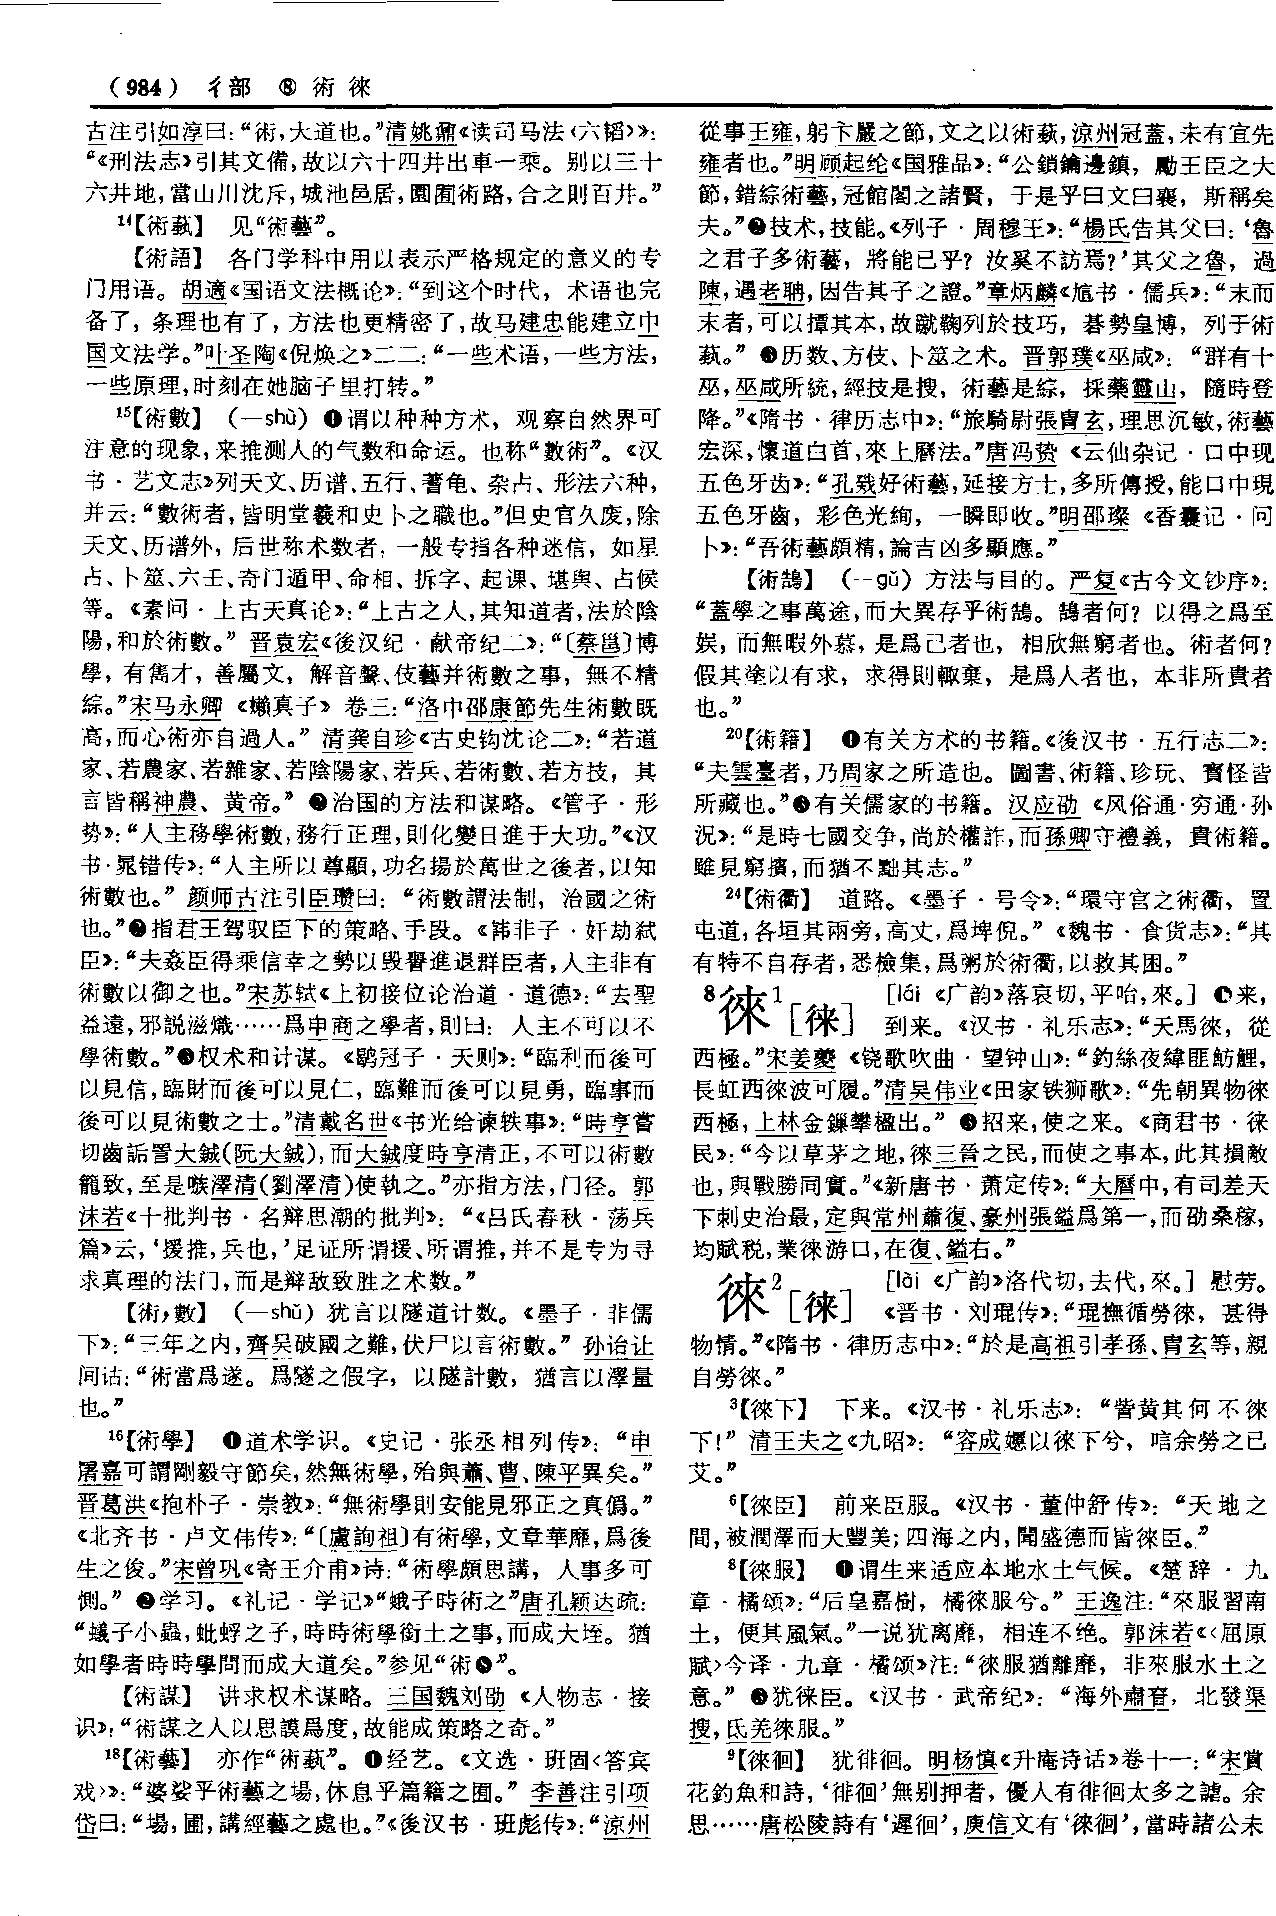 （984） 彳部 ⑧ 術 徠
古注引如淳曰：“術，大道也。”清姚鼐《读司马法〈六韬〉》：
“《刑法志》引其文備，故以六十四井出車一乘。别以三十
六井地，當山川沈斥，城池邑居，園囿術路，合之則百井。”
14【術蓺】 见“術藝”。
【術語】 各门学科中用以表示严格规定的意义的专
门用语。胡適《国语文法概论》：“到这个时代，术语也完
备了，条理也有了，方法也更精密了，故马建忠能建立中
国文法学。”叶圣陶《倪焕之》二二：“一些术语，一些方法，
一些原理，时刻在她脑子里打转。”
15【術數】 （—shù）❶谓以种种方术，观察自然界可
注意的现象，来推测人的气数和命运。也称“數術”。《汉
书·艺文志》列天文、历谱、五行、蓍龟、杂占、形法六种，
并云：“數術者，皆明堂羲和史卜之職也。”但史官久废，除
天文、历谱外，后世称术数者，一般专指各种迷信，如星
占、卜筮、六壬、奇门遁甲、命相、拆字、起课、堪舆、占候
等。《素问·上古天真论》：“上古之人，其知道者，法於陰
陽，和於術數。”晋袁宏《後汉纪·献帝纪二》：“〔蔡邕〕博
學，有雋才，善屬文，解音聲、伎藝并術數之事，無不精
綜。”宋马永卿《嬾真子》卷三：“洛中邵康節先生術數既
高，而心術亦自過人。”清龚自珍《古史钩沈论二》：“若道
家、若農家、若雜家、若陰陽家、若兵、若術數、若方技，其
言皆稱神農、黄帝。”❷治国的方法和谋略。《管子·形
势》：“人主務學術數，務行正理，則化變日進于大功。”《汉
书·晁错传》：“人主所以尊顯，功名揚於萬世之後者，以知
術數也。”颜师古注引臣瓒曰：“術數謂法制，治國之術
也。”❷指君王驾驭臣下的策略、手段。《韩非子·奸劫弑
臣》：“夫姦臣得乘信幸之勢以毁譽進退群臣者，人主非有
術數以御之也。”宋苏轼《上初接位论治道·道德》：“去聖
益遠，邪説滋熾……爲申商之學者，則曰：人主不可以不
學術數。”❸权术和计谋。《鹖冠子·天则》：“臨利而後可
以見信，臨財而後可以見仁，臨難而後可以見勇，臨事而
後可以見術數之士。”清戴名世《书光给谏轶事》：“時亨嘗
切齒詬詈大鋮（阮大鋮），而大鋮度時亨清正，不可以術數
籠致，至是嗾澤清（劉澤清）使執之。”亦指方法，门径。郭
沫若《十批判书·名辩思潮的批判》：“《吕氏春秋·荡兵
篇》云，‘援推，兵也，’足证所谓援、所谓推，并不是专为寻
求真理的法门，而是辩敌致胜之术数。”
【術，數】 （—shǔ）犹言以隧道计数。《墨子·非儒
下》：“三年之内，齊吴破國之難，伏尸以言術數。”孙诒让
间诂：“術當爲遂。爲隧之假字，以隧計數，猶言以澤量
也。”
16【術學】 ❶道术学识。《史记·张丞相列传》：“申
屠嘉可謂剛毅守節矣，然無術學，殆與蕭、曹、陳平異矣。”
晋葛洪《抱朴子·崇教》：“無術學則安能見邪正之真僞。”
《北齐书·卢文伟传》：“〔盧詢祖〕有術學，文章華靡，爲後
生之俊。”宋曾巩《寄王介甫》诗：“術學頗思講，人事多可
惻。”❷学习。《礼记·学记》“蛾子時術之”唐孔颖达疏：
“蟻子小蟲，蚍蜉之子，時時術學銜土之事，而成大垤。猶
如學者時時學問而成大道矣。”参见“術❺”。
【術謀】 讲求权术谋略。三国魏刘劭《人物志·接
识》：“術謀之人以思謨爲度，故能成策略之奇。”
18【術藝】 亦作“術蓺”。❶经艺。《文选·班固〈答宾
戏〉》：“婆娑乎術藝之場，休息乎篇籍之囿。”李善注引项
岱曰：“場，圃，講經藝之處也。”《後汉书·班彪传》：“涼州
從事王雍，躬卞嚴之節，文之以術蓺，涼州冠蓋，未有宜先
雍者也。”明顾起纶《国雅品》：“公鎖鑰邊鎮，勵王臣之大
節，錯綜術藝，冠館閣之諸賢，于是乎曰文曰襄，斯稱矣
夫。”❷技术，技能。《列子·周穆王》：“楊氏告其父曰：‘魯
之君子多術藝，將能已乎？汝奚不訪焉？’其父之魯，過
陳，遇老聃，因告其子之證。”章炳麟《訄书·儒兵》：“末而
末者，可以撢其本，故蹴鞠列於技巧，碁勢皇博，列于術
蓺。”❸历数、方伎、卜筮之术。晋郭璞《巫咸》：“群有十
巫，巫咸所統，經技是搜，術藝是綜，採藥靈山，隨時登
降。”《隋书·律历志中》：“旅騎尉張胄玄，理思沉敏，術藝
宏深，懷道白首，來上曆法。”唐冯贽《云仙杂记·口中现
五色牙齿》：“孔戣好術藝，延接方士，多所傳授，能口中現
五色牙齒，彩色光絢，一瞬即收。”明邵璨《香囊记·问
卜》：“吾術藝頗精，論吉凶多顯應。”
【術鵠】 （--gǔ）方法与目的。严复《古今文钞序》：
“蓋學之事萬途，而大異存乎術鵠。鵠者何？以得之爲至
娱，而無暇外慕，是爲己者也，相欣無窮者也。術者何？
假其塗以有求，求得則輙棄，是爲人者也，本非所貴者
也。”
20【術籍】 ❶有关方术的书籍。《後汉书·五行志二》：
“夫雲臺者，乃周家之所造也。圖書、術籍、珍玩、寶怪皆
所藏也。”❷有关儒家的书籍。汉应劭《风俗通·穷通·孙
况》：“是時七國交争，尚於權詐，而孫卿守禮義，貴術籍。
雖見窮擯，而猶不黜其志。”
24【術衢】 道路。《墨子·号令》：“環守宫之術衢，置
屯道，各垣其兩旁，高丈，爲埤倪。”《魏书·食货志》：“其
有特不自存者，悉檢集，爲粥於術衢，以救其困。”
8徠1［徕］ ［lái 《广韵》落哀切，平咍，來。］❶来，
到来。《汉书·礼乐志》：“天馬徠，從
西極。”宋姜夔《铙歌吹曲·望钟山》：“釣絲夜緯匪魴鯉，
長虹西徠波可履。”清吴伟业《田家铁狮歌》：“先朝異物徠
西極，上林金鏁攀楹出。”❷招来，使之来。《商君书·徕
民》：“今以草茅之地，徠三晉之民，而使之事本，此其損敵
也，與戰勝同實。”《新唐书·萧定传》：“大曆中，有司差天
下刺史治最，定與常州蕭復、豪州張鎰爲第一，而劭桑稼，
均賦税，業徠游口，在復、鎰右。”
徠2［徕］ ［lài 《广韵》洛代切，去代，來。］慰劳。
《晋书·刘琨传》：“琨撫循勞徠，甚得
物情。”《隋书·律历志中》：“於是高祖引孝孫、胄玄等，親
自勞徠。”
3【徠下】 下来。《汉书·礼乐志》：“訾黄其何不徠
下！”清王夫之《九昭》：“容成嬺以徠下兮，唁余勞之已
艾。”
6【徠臣】 前来臣服。《汉书·董仲舒传》：“天地之
間，被潤澤而大豐美；四海之内，聞盛德而皆徠臣。”
8【徠服】 ❶谓生来适应本地水土气候。《楚辞·九
章·橘颂》：“后皇嘉樹，橘徠服兮。”王逸注：“來服習南
土，便其風氣。”一说犹离靡，相连不绝。郭沫若《〈屈原
赋〉今译·九章·橘颂》注：“徠服猶離靡，非來服水土之
意。”❷犹徕臣。《汉书·武帝纪》：“海外肅眘，北發渠
搜，氐羌徠服。”
9【徠徊】 犹徘徊。明杨慎《升庵诗话》卷十一：“宋賞
花釣魚和詩，‘徘徊’無别押者，優人有徘徊太多之謔。余
思……唐松陵詩有‘遲徊’，庾信文有‘徠徊’，當時諸公未